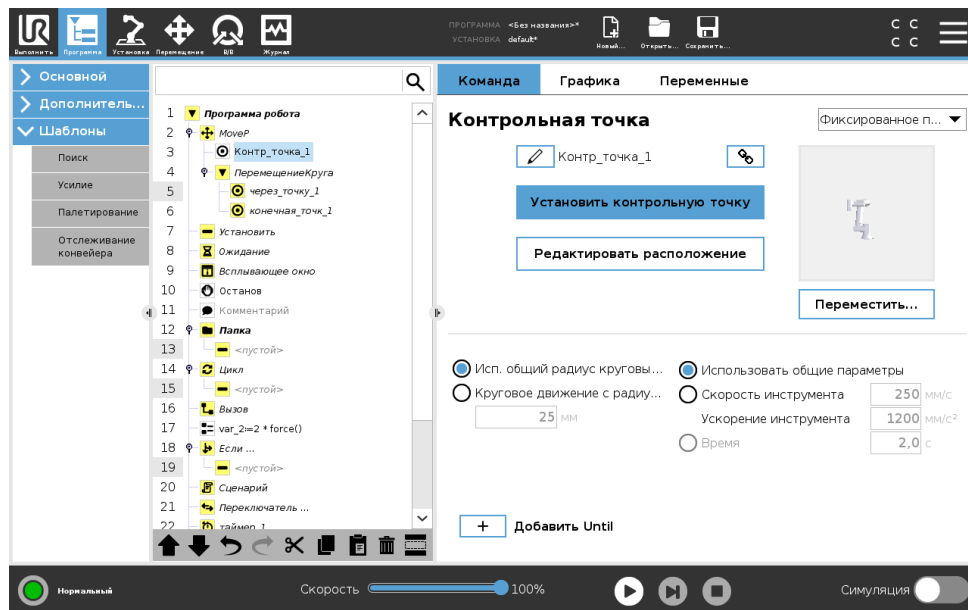 ПРОГРАММА <Без названия>*
УСТАНОВКА default*
Выполнить Программа Установка Перемещение В/В Журнал
Новый... Открыть... Сохранить...
C C
C C
Основной
Дополнитель...
Шаблоны
Поиск
Усилие
Палетирование
Отслеживание
конвейера
1 Программа робота
2 MoveP
3 Контр_точка_1
4 ПеремещениеКруга
5 через_точку_1
6 конечная_точк_1
7 Установить
8 Ожидание
9 Всплывающее окно
10 Останов
11 Комментарий
12 Папка
13 <пустой>
14 Цикл
15 <пустой>
16 Вызов
17 var_2:=2 * force()
18 Если ...
19 <пустой>
20 Сценарий
21 Переключатель ...
22 таймер_1
Команда Графика Переменные
Контрольная точка
Фиксированное п...
Контр_точка_1
Установить контрольную точку
Редактировать расположение
Переместить...
Исп. общий радиус круговы...
Круговое движение с радиу...
25 мм
Использовать общие параметры
Скорость инструмента 250 мм/с
Ускорение инструмента 1200 мм/с²
Время 2,0 с
+ Добавить Until
Нормальный
Скорость 100%
Симуляция